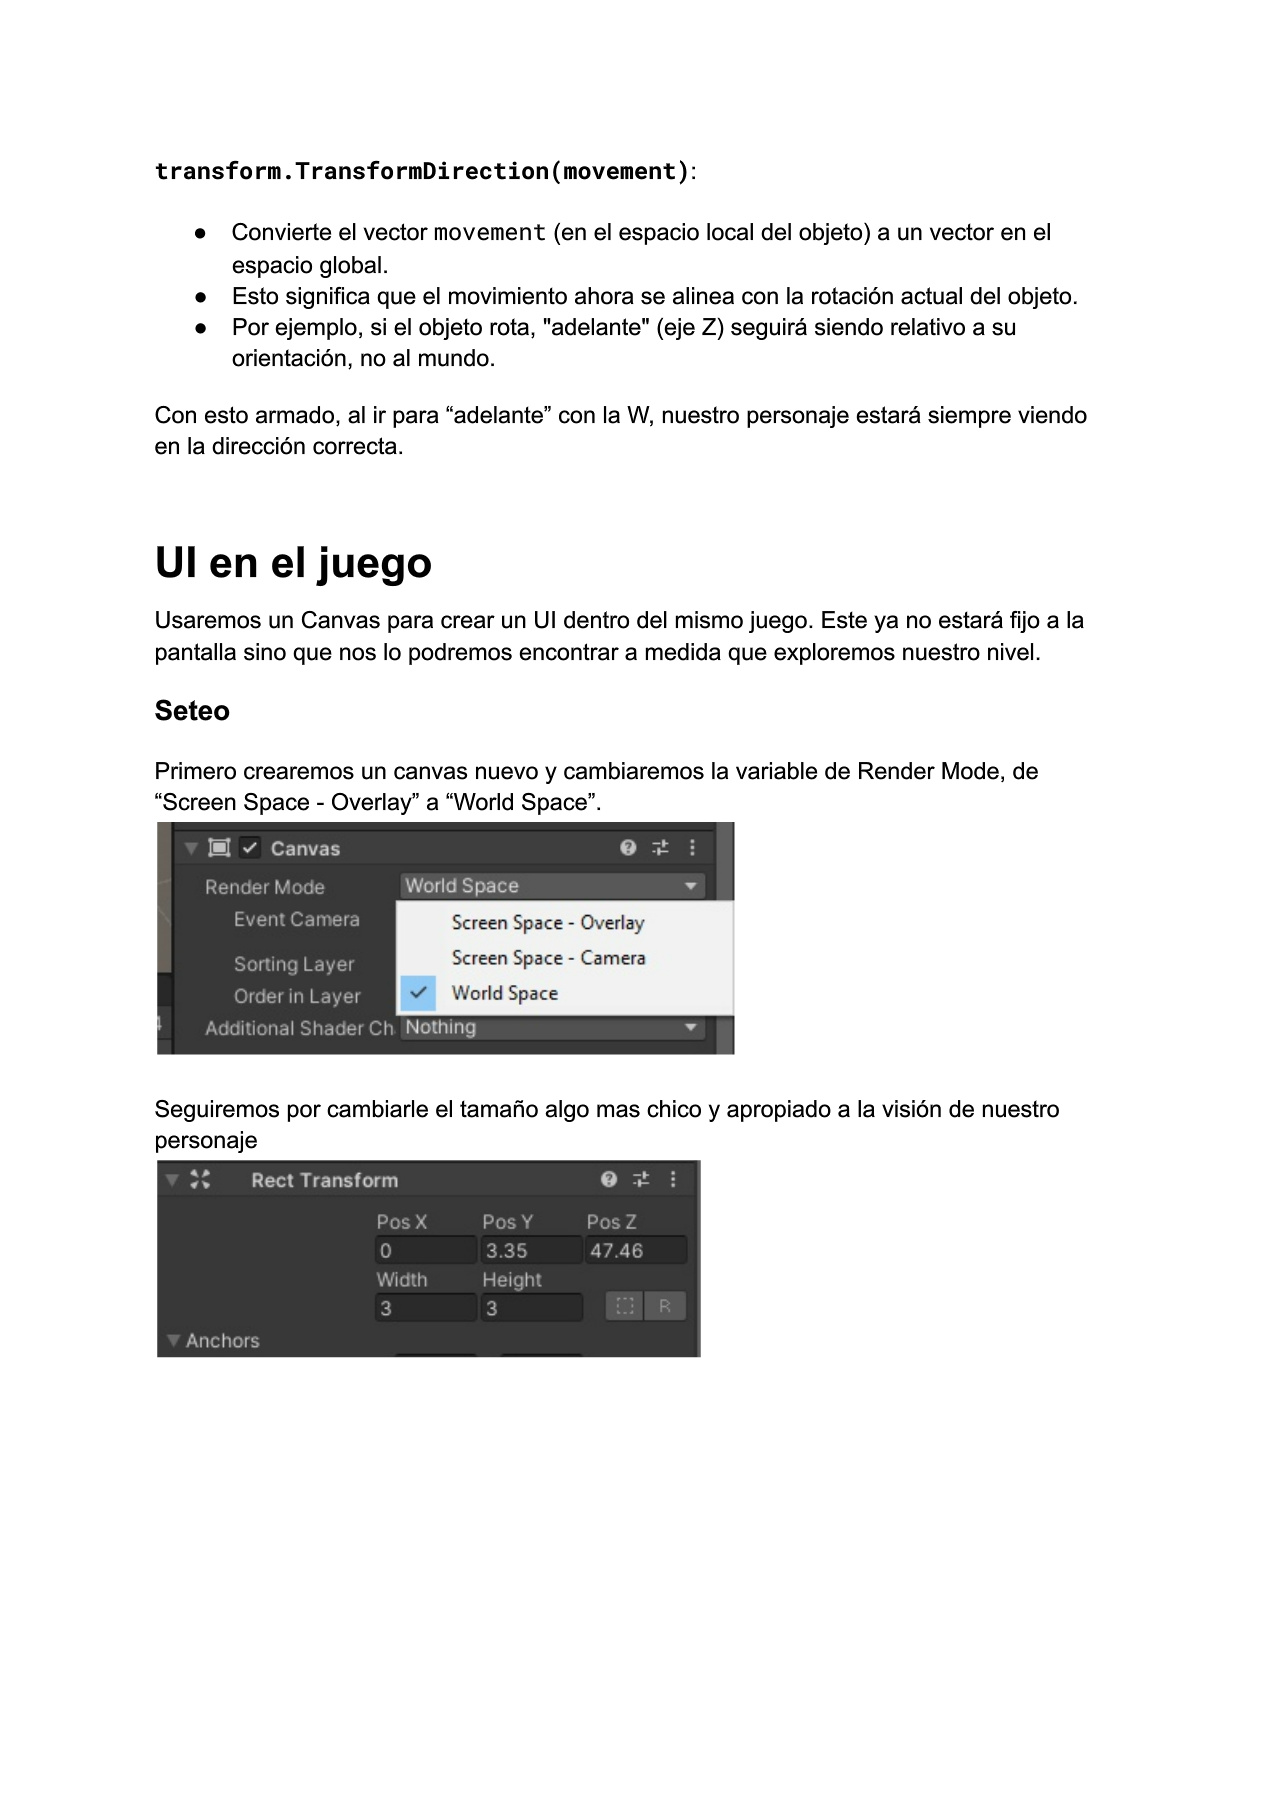 transform.TransformDirection(movement):
● Convierte el vector movement (en el espacio local del objeto) a un vector en el
espacio global.
● Esto significa que el movimiento ahora se alinea con la rotación actual del objeto.
● Por ejemplo, si el objeto rota, "adelante" (eje Z) seguirá siendo relativo a su
orientación, no al mundo.
Con esto armado, al ir para “adelante” con la W, nuestro personaje estará siempre viendo
en la dirección correcta.
UI en el juego
Usaremos un Canvas para crear un UI dentro del mismo juego. Este ya no estará fijo a la
pantalla sino que nos lo podremos encontrar a medida que exploremos nuestro nivel.
Seteo
Primero crearemos un canvas nuevo y cambiaremos la variable de Render Mode, de
“Screen Space - Overlay” a “World Space”.
Canvas
Render Mode World Space
Event Camera
Screen Space - Overlay
Screen Space - Camera
Sorting Layer
World Space
Order in Layer
Additional Shader Ch Nothing
Seguiremos por cambiarle el tamaño algo mas chico y apropiado a la visión de nuestro
personaje
Rect Transform
Pos X Pos Y Pos Z
0 3.35 47.46
Width Height
3 3 R
Anchors